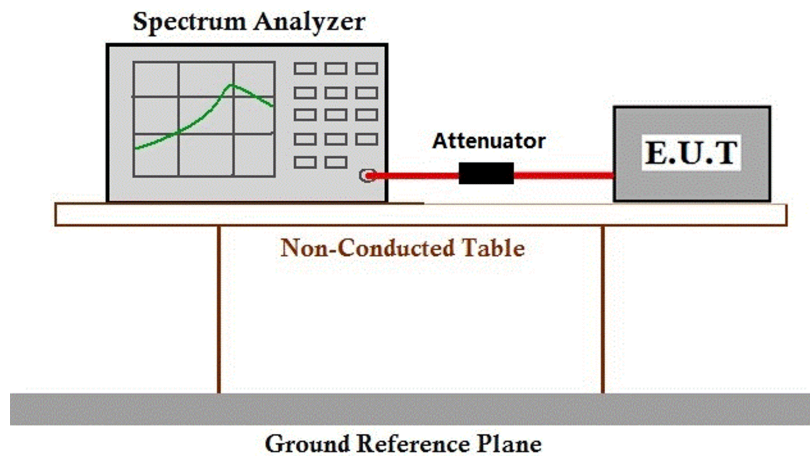 Spectrum Analyzer
Attenuator
E.U.T
Non-Conducted Table
Ground Reference Plane